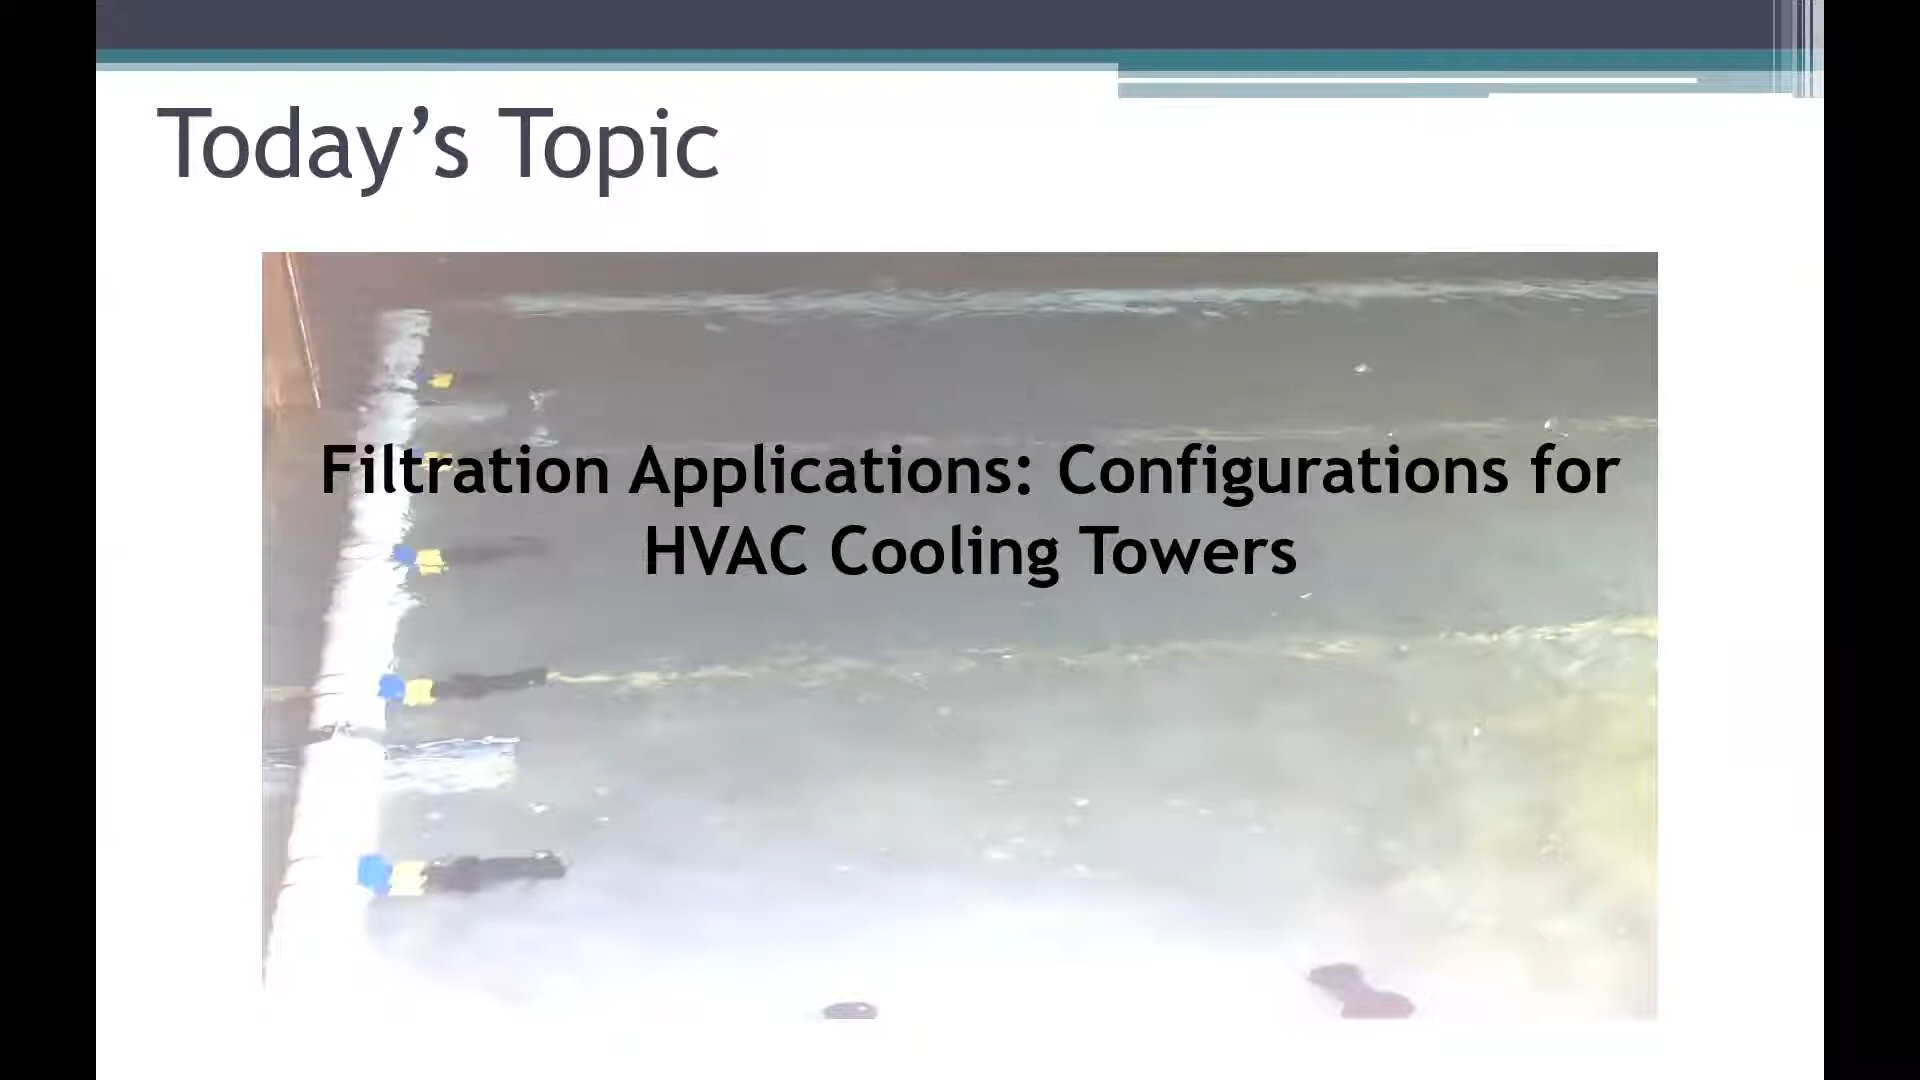 Today’s Topic
Filtration Applications: Configurations for
HVAC Cooling Towers